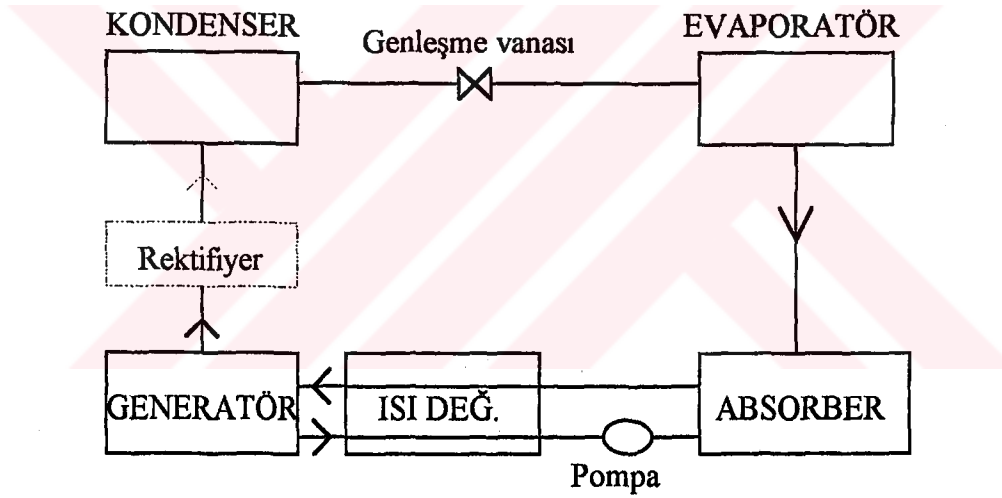 KONDENSER
EVAPORATÖR
Genleşme vanası
Rektifiyer
GENERATÖR
ISI DEĞ.
ABSORBER
Pompa